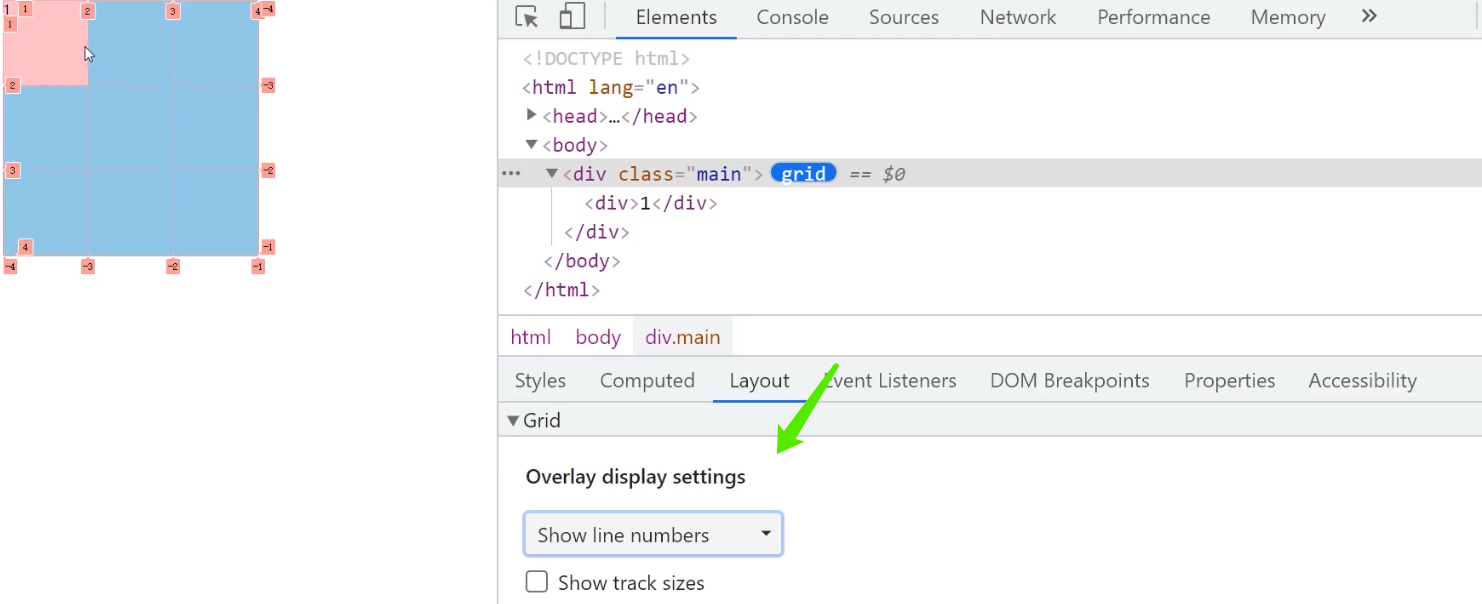 1 1 2 3 4 -4
1
2 -3
3 -2
4 -1
-4 -3 -2 -1
Elements Console Sources Network Performance Memory »
<!DOCTYPE html>
<html lang="en">
▶<head>…</head>
▼<body>
… ▼<div class="main"> grid == $0
<div>1</div>
</div>
</body>
</html>
html body div.main
Styles Computed Layout Event Listeners DOM Breakpoints Properties Accessibility
▼Grid
Overlay display settings
Show line numbers
Show track sizes